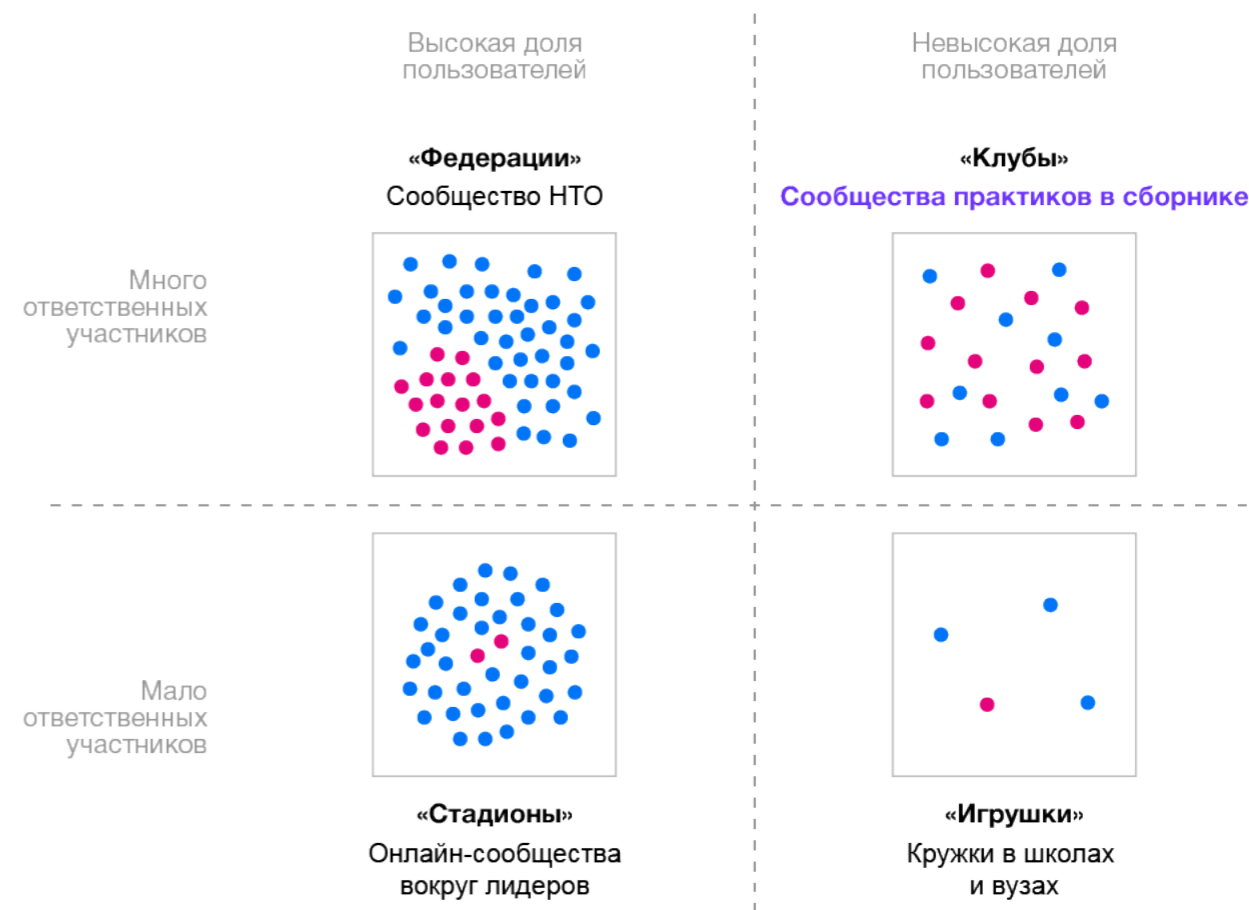 Высокая доля
пользователей
Невысокая доля
пользователей
«Федерации»
Сообщество НТО
«Клубы»
Сообщества практиков в сборнике
Много
ответственных
участников
Мало
ответственных
участников
«Стадионы»
Онлайн-сообщества
вокруг лидеров
«Игрушки»
Кружки в школах
и вузах